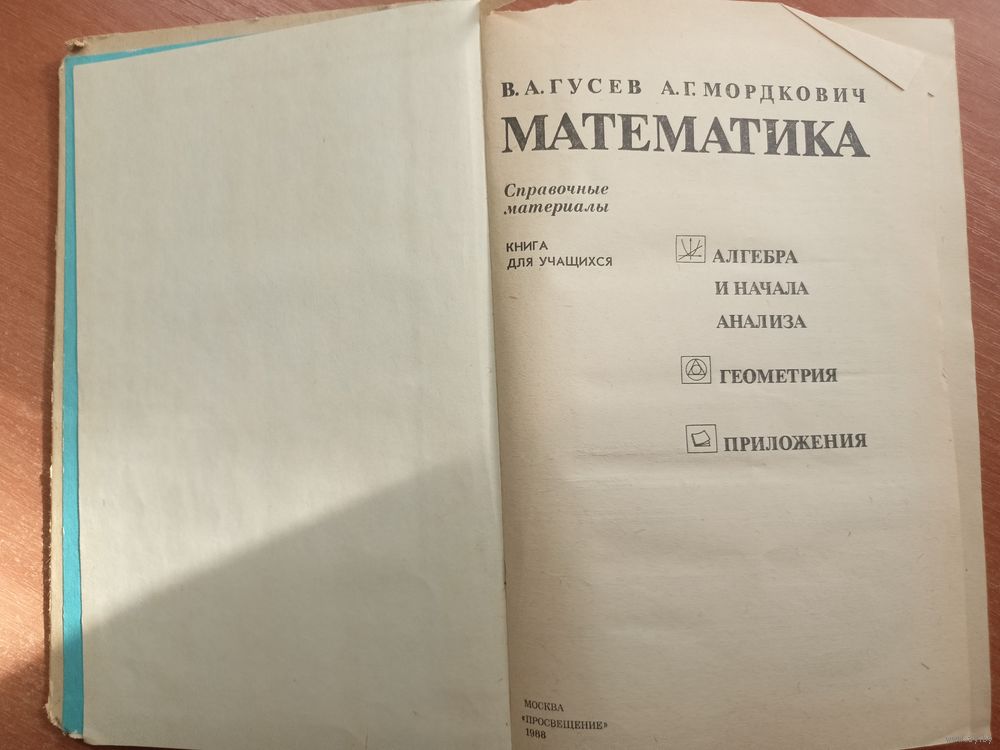 В. А. ГУСЕВ А. Г. МОРДКОВИЧ
МАТЕМАТИКА
Справочные
материалы
КНИГА
ДЛЯ УЧАЩИХСЯ
АЛГЕБРА
И НАЧАЛА
АНАЛИЗА
ГЕОМЕТРИЯ
ПРИЛОЖЕНИЯ
МОСКВА
«ПРОСВЕЩЕНИЕ»
1988